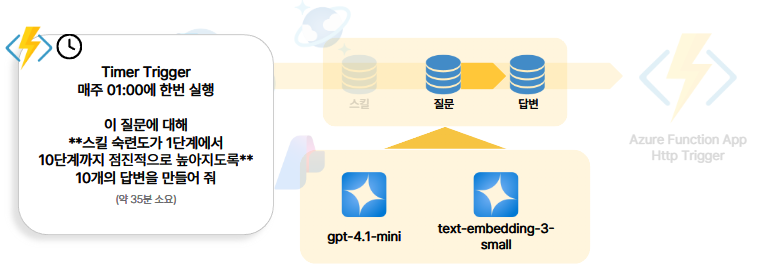 Timer Trigger
매주 01:00에 한번 실행
이 질문에 대해
**스킬 숙련도가 1단계에서
10단계까지 점진적으로 높아지도록**
10개의 답변을 만들어 줘
(약 35분 소요)
스킬
질문
답변
gpt-4.1-mini
text-embedding-3-
small
Azure Function App
Http Trigger